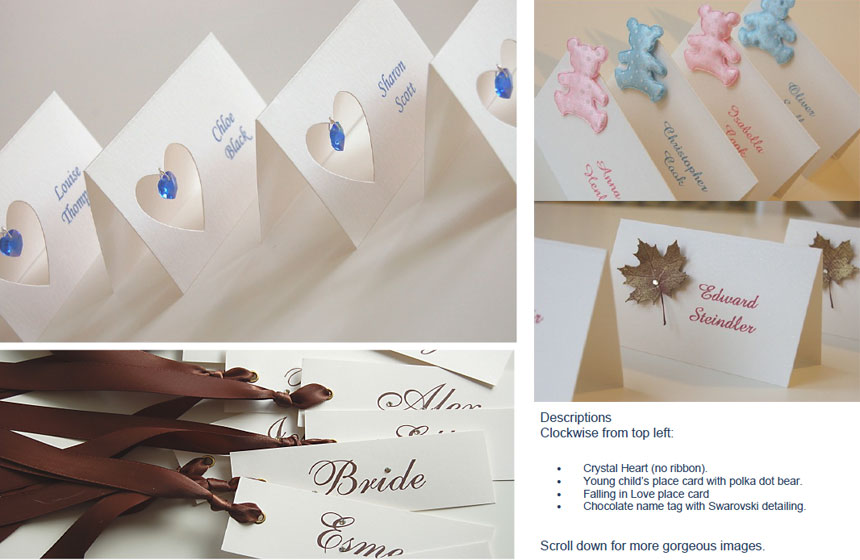 Louise
Chloe
Black
Sharon
Scott
Anna
Christopher
Cook
Isabella
Cook
Oliver
Edward
Steindler
Alex
Bride
Esme
Descriptions
Clockwise from top left:
• Crystal Heart (no ribbon).
• Young child's place card with polka dot bear.
• Falling in Love place card
• Chocolate name tag with Swarovski detailing.
Scroll down for more gorgeous images.